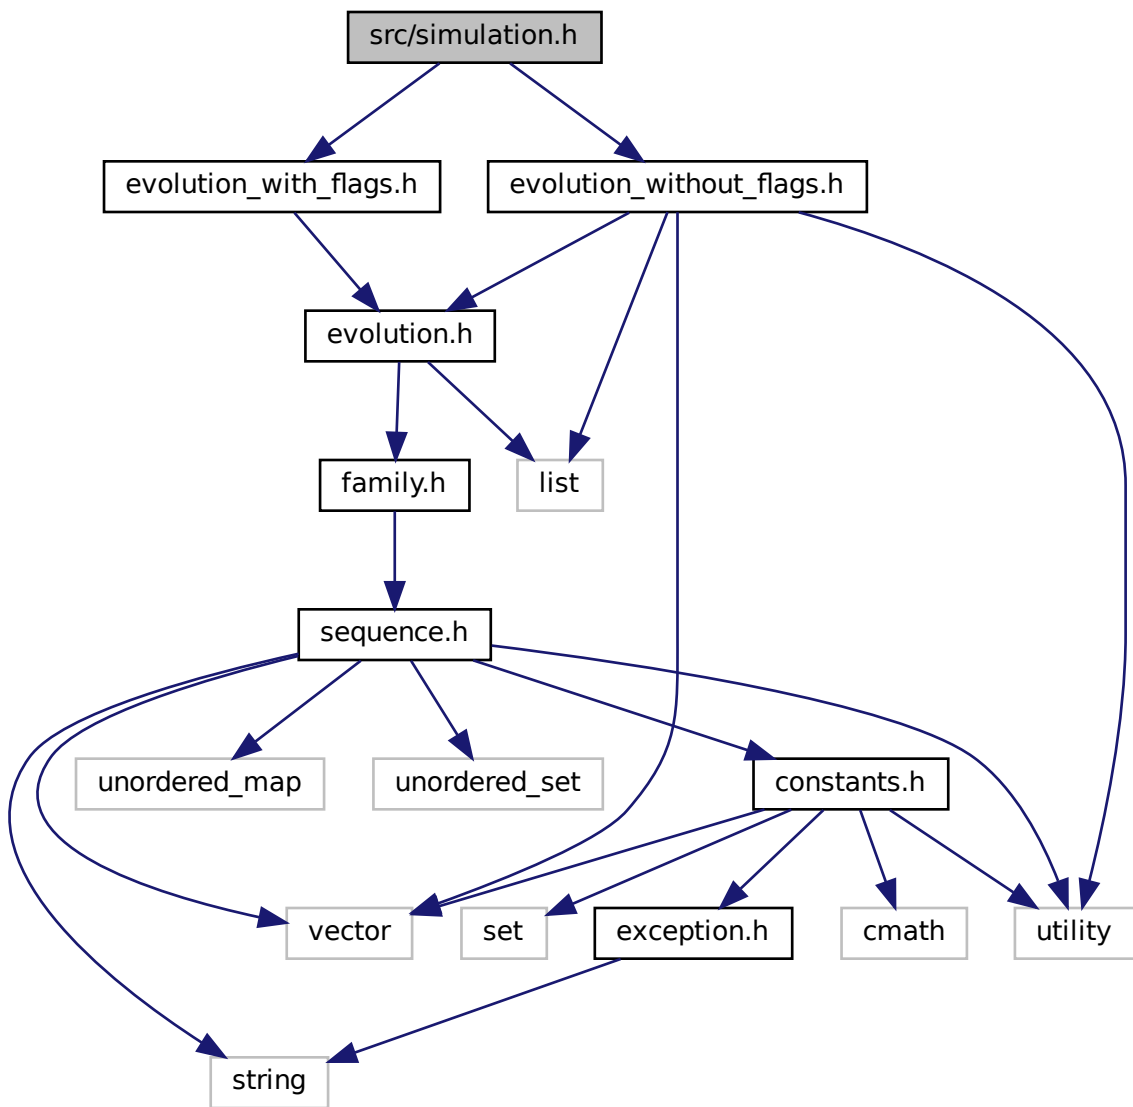 src/simulation.h
evolution_with_flags.h
evolution_without_flags.h
evolution.h
family.h
list
sequence.h
unordered_map
unordered_set
constants.h
vector
set
exception.h
cmath
utility
string